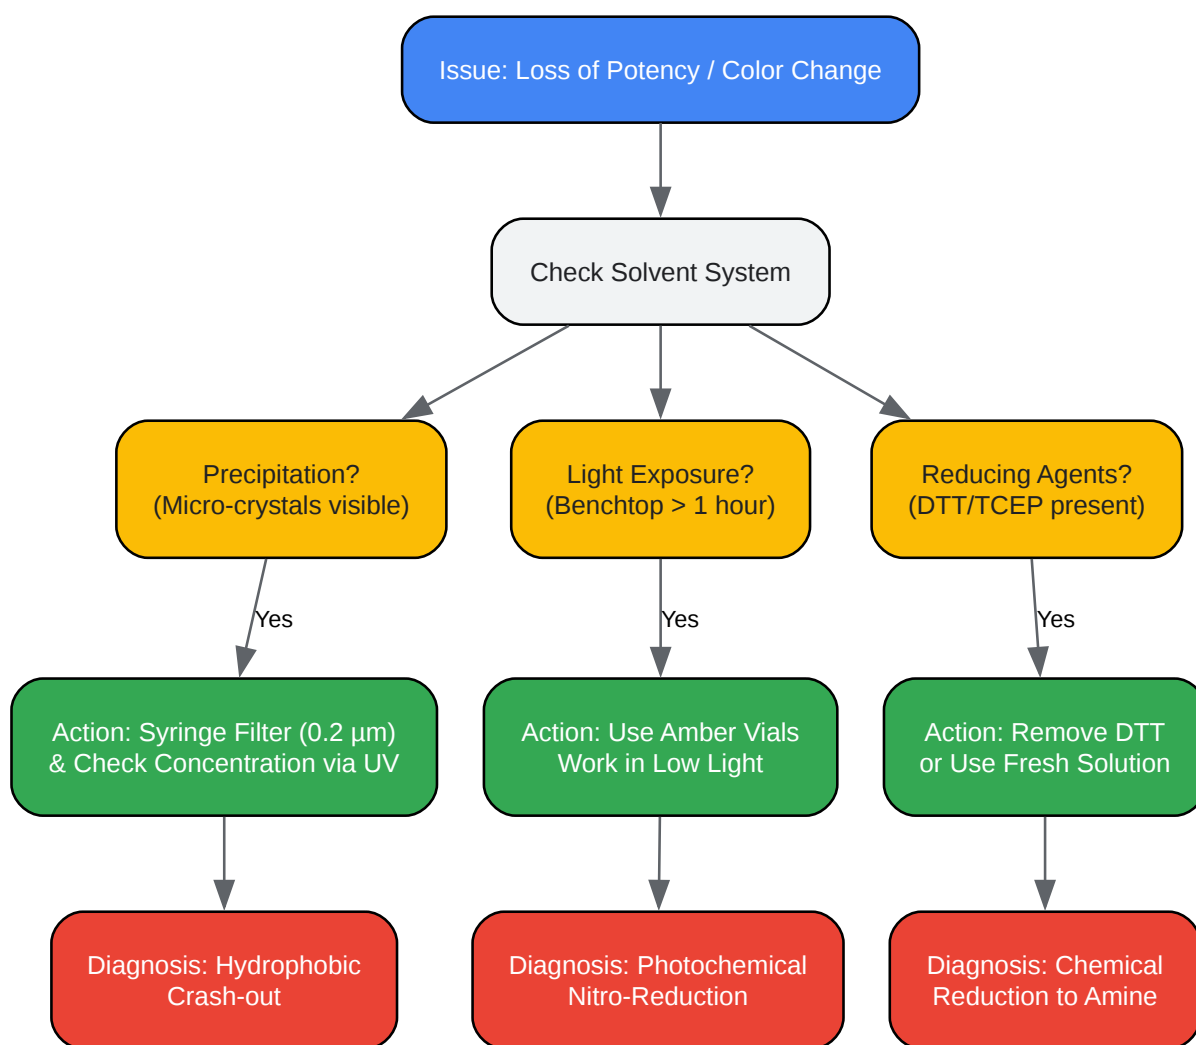 Issue: Loss of Potency / Color Change
Check Solvent System
Precipitation?
(Micro-crystals visible)
Light Exposure?
(Benchtop > 1 hour)
Reducing Agents?
(DTT/TCEP present)
Yes
Yes
Yes
Action: Syringe Filter (0.2 µm)
& Check Concentration via UV
Action: Use Amber Vials
Work in Low Light
Action: Remove DTT
or Use Fresh Solution
Diagnosis: Hydrophobic
Crash-out
Diagnosis: Photochemical
Nitro-Reduction
Diagnosis: Chemical
Reduction to Amine